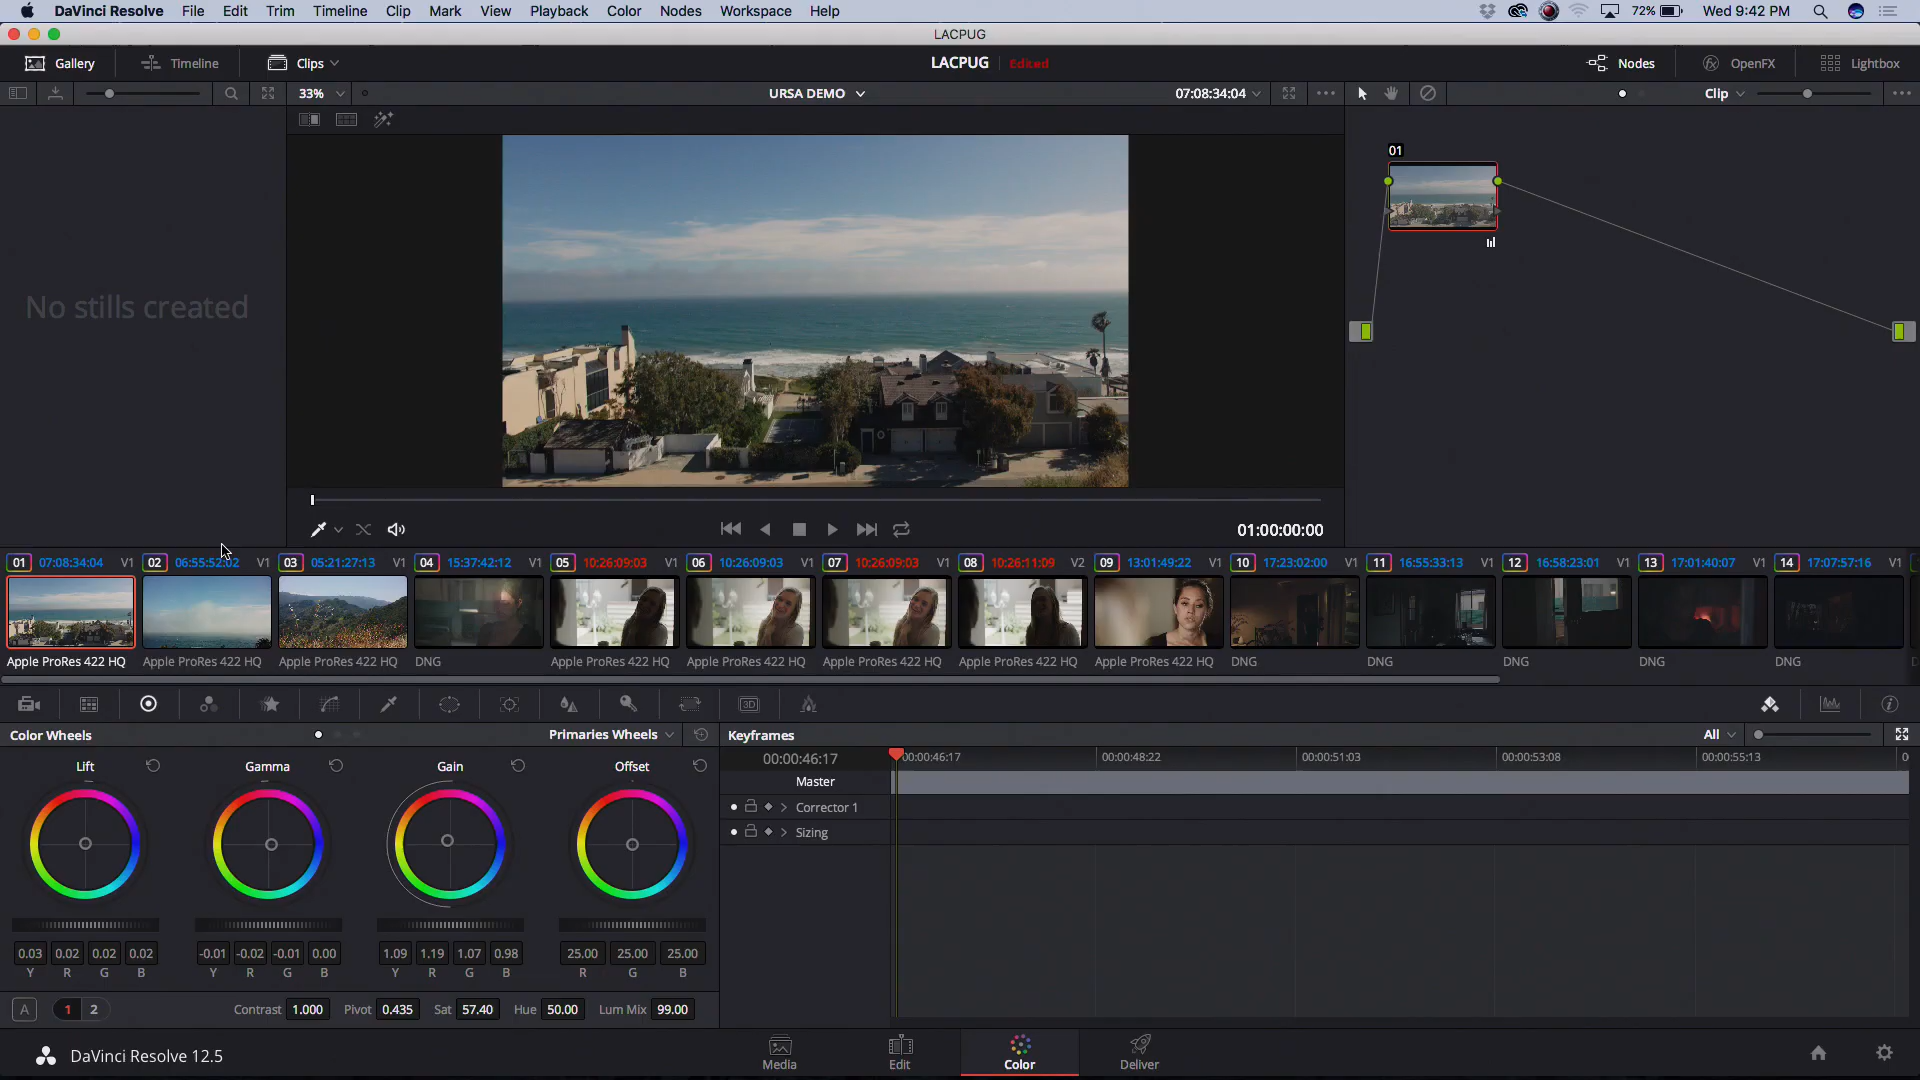 DaVinci Resolve File Edit Trim Timeline Clip Mark View Playback Color Nodes Workspace Help 72% Wed 9:42 PM
LACPUG
Gallery Timeline Clips LACPUG Edited Nodes OpenFX Lightbox
33% URSA DEMO 07:08:34:04 Clip
01
No stills created
01:00:00:00
01 07:08:34:04 V1 02 06:55:52:02 V1 03 05:21:27:13 V1 04 15:37:42:12 V1 05 10:26:09:03 V1 06 10:26:09:03 V1 07 10:26:09:03 V1 08 10:26:11:09 V2 09 13:01:49:22 V1 10 17:23:02:00 V1 11 16:55:33:13 V1 12 16:58:23:01 V1 13 17:01:40:07 V1 14 17:07:57:16 V1
Apple ProRes 422 HQ Apple ProRes 422 HQ Apple ProRes 422 HQ DNG Apple ProRes 422 HQ Apple ProRes 422 HQ Apple ProRes 422 HQ Apple ProRes 422 HQ Apple ProRes 422 HQ DNG DNG DNG DNG DNG
3D
Color Wheels Primaries Wheels Keyframes All
Lift Gamma Gain Offset
00:00:46:17 00:00:46:17 00:00:48:22 00:00:51:03 00:00:53:08 00:00:55:13
Master
Corrector 1
Sizing
0.03 0.02 0.02 0.02 -0.01 -0.02 -0.01 0.00 1.09 1.19 1.07 0.98 25.00 25.00 25.00
Y R G B Y R G B Y R G B R G B
A 1 2 Contrast 1.000 Pivot 0.435 Sat 57.40 Hue 50.00 Lum Mix 99.00
DaVinci Resolve 12.5 Media Edit Color Deliver